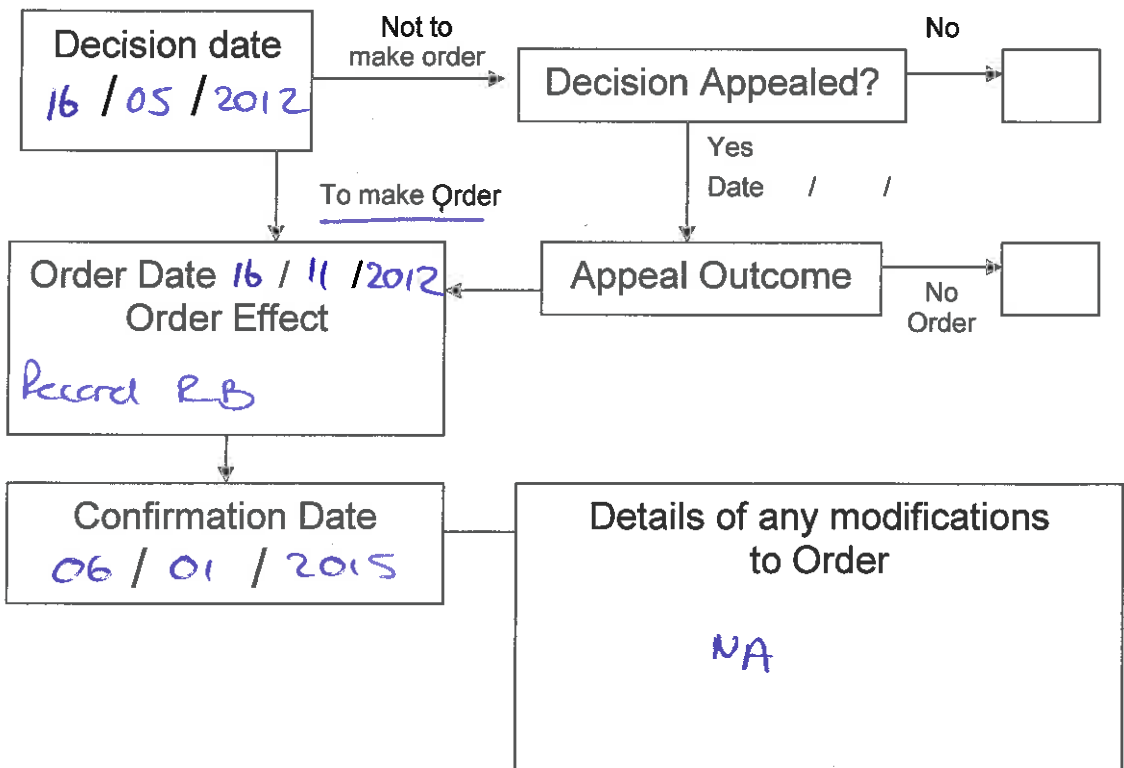 Decision date
16 / 05 / 2012
Not to
make order
Decision Appealed?
No
Yes
Date / /
To make Order
Order Date 16 / 11 / 2012
Order Effect
Record RB
Appeal Outcome
No
Order
Confirmation Date
06 / 01 / 2015
Details of any modifications
to Order
NA